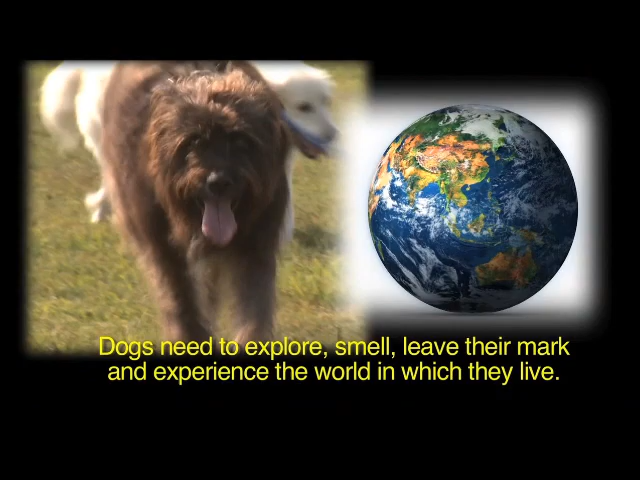 Dogs need to explore, smell, leave their mark
and experience the world in which they live.